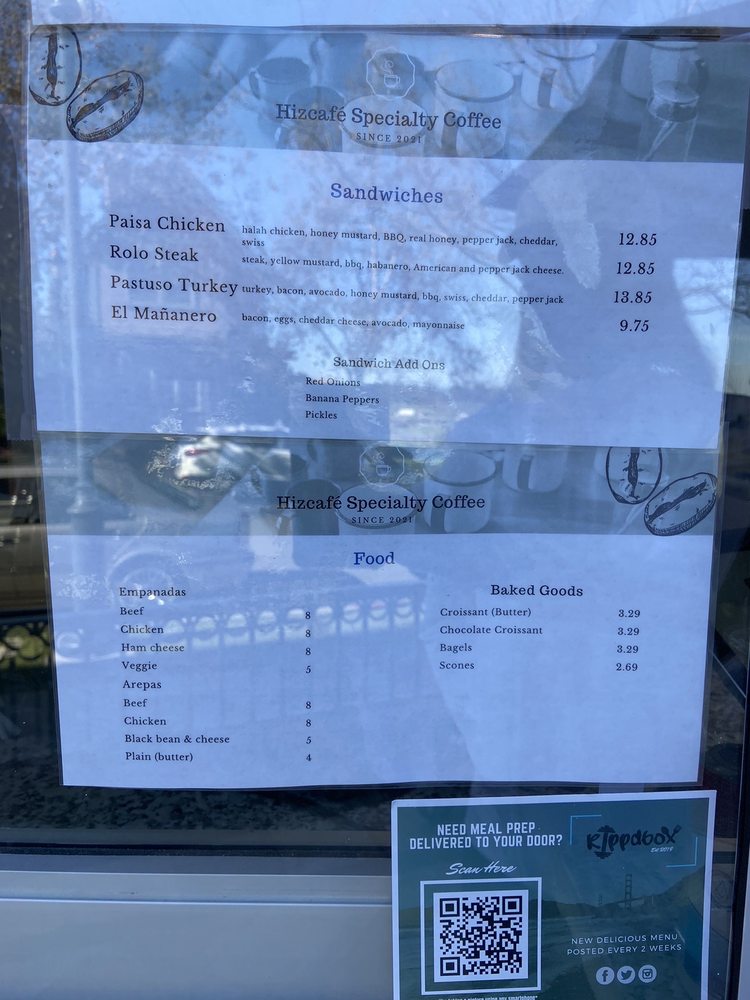 Hizcafé Specialty Coffee
SINCE 2021
Sandwiches
Paisa Chicken halah chicken, honey mustard, BBQ, real honey, pepper jack, cheddar, swiss 12.85
Rolo Steak steak, yellow mustard, bbq, habanero, American and pepper jack cheese. 12.85
Pastuso Turkey turkey, bacon, avocado, honey mustard, bbq, swiss, cheddar, pepper jack 13.85
El Mañanero bacon, eggs, cheddar cheese, avocado, mayonnaise 9.75
Sandwich Add Ons
Red Onions
Banana Peppers
Pickles
Hizcafé Specialty Coffee
SINCE 2021
Food
Empanadas
Beef 8
Chicken 8
Ham cheese 8
Veggie 5
Arepas
Beef 8
Chicken 8
Black bean & cheese 5
Plain (butter) 4
Baked Goods
Croissant (Butter) 3.29
Chocolate Croissant 3.29
Bagels 3.29
Scones 2.69
NEED MEAL PREP
DELIVERED TO YOUR DOOR?
Scan Here
RIppdboX
Est 2019
NEW DELICIOUS MENU
POSTED EVERY 2 WEEKS